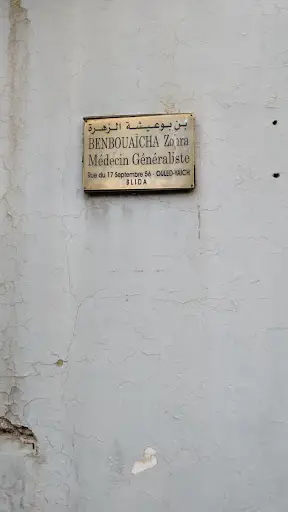 بن بوعيشة الزهرة
BENBOUAÏCHA Zohra
Médecin Généraliste
Rue du 17 Septembre 56 - OULED-YAICH
BLIDA